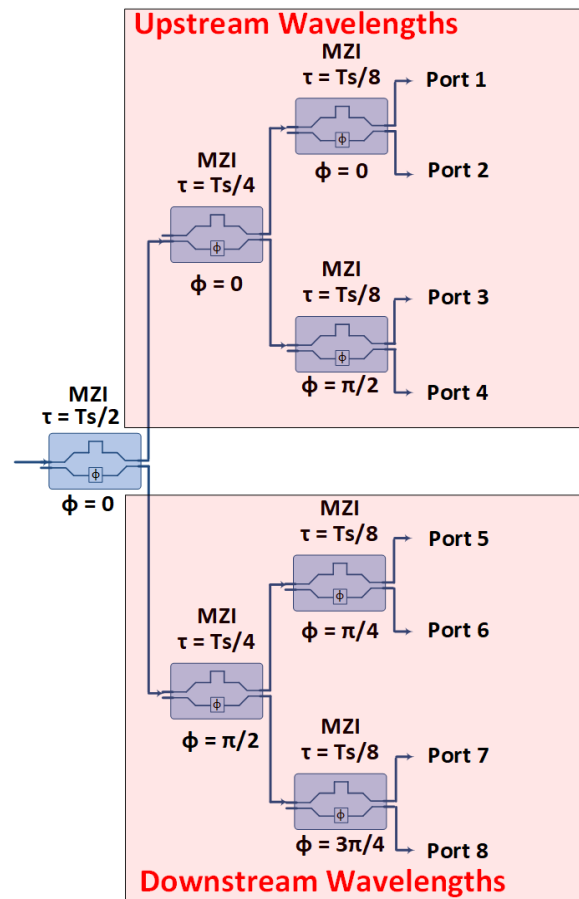 Upstream Wavelengths
MZI
τ = Ts/8
ϕ
ϕ = 0
Port 1
Port 2
MZI
τ = Ts/4
ϕ
ϕ = 0
MZI
τ = Ts/8
ϕ
ϕ = π/2
Port 3
Port 4
MZI
τ = Ts/2
ϕ
ϕ = 0
MZI
τ = Ts/8
ϕ
ϕ = π/4
Port 5
Port 6
MZI
τ = Ts/4
ϕ
ϕ = π/2
MZI
τ = Ts/8
ϕ
ϕ = 3π/4
Port 7
Port 8
Downstream Wavelengths